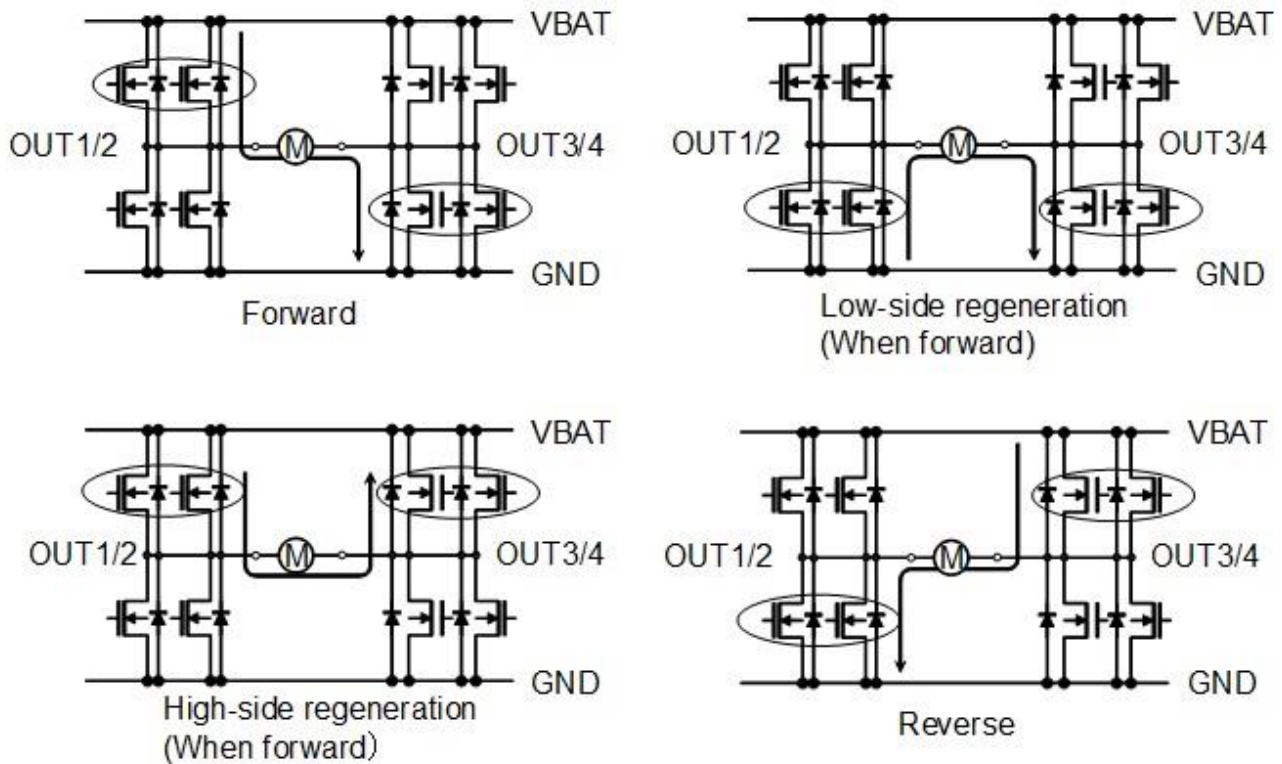 VBAT
OUT1/2
M
OUT3/4
GND
Forward
VBAT
OUT1/2
M
OUT3/4
GND
Low-side regeneration
(When forward)
VBAT
OUT1/2
M
OUT3/4
GND
High-side regeneration
(When forward）
VBAT
OUT1/2
M
OUT3/4
GND
Reverse